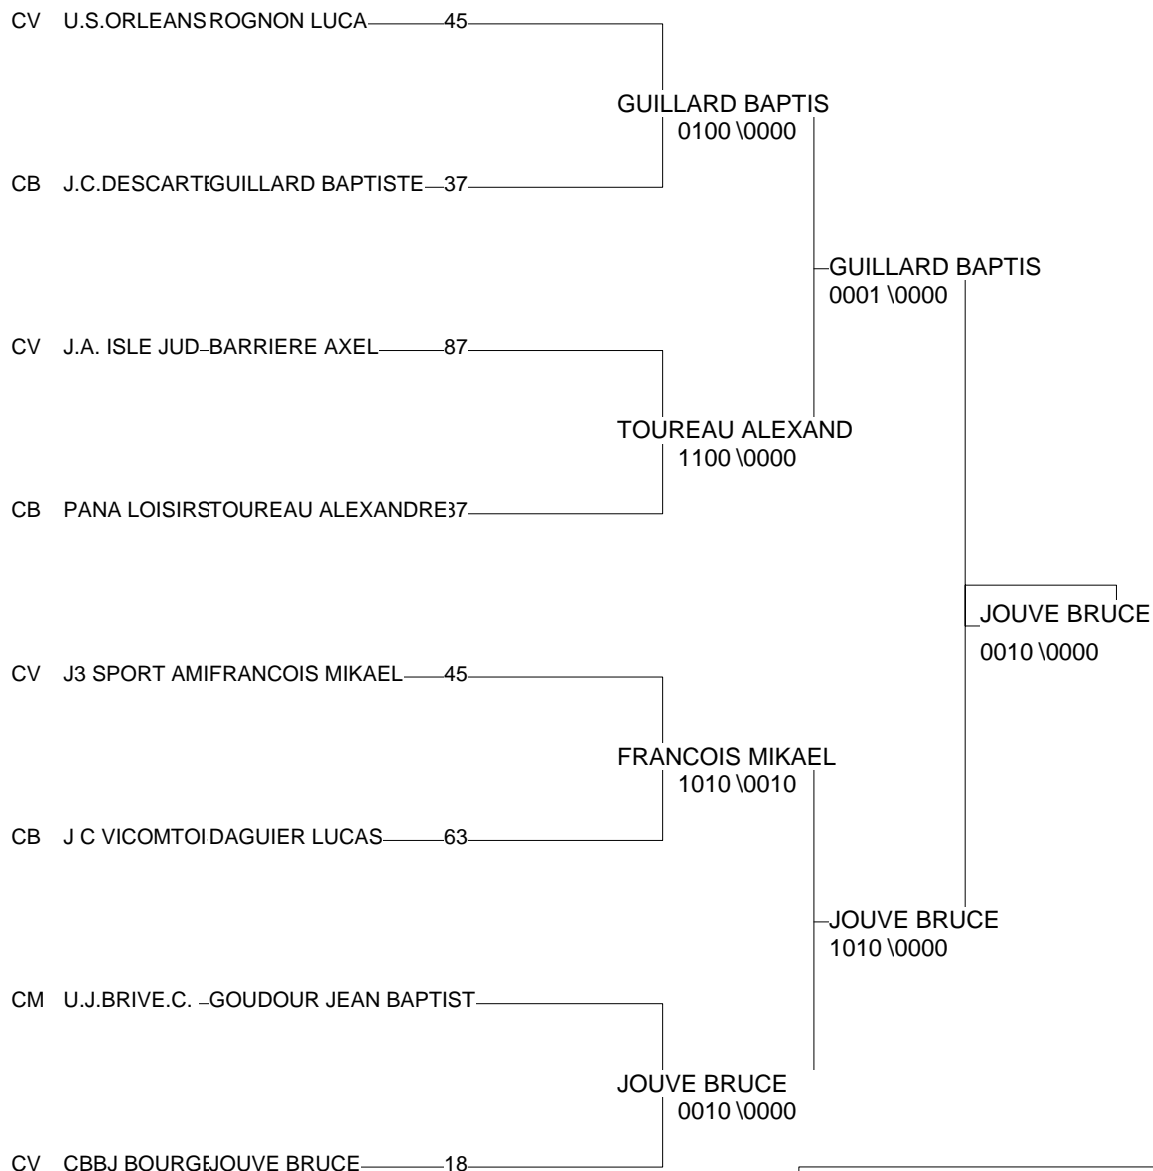 CV U.S.ORLEANS ROGNON LUCA 45
GUILLARD BAPTIS
0100 \0000
CB J.C.DESCARTE GUILLARD BAPTISTE 37
GUILLARD BAPTIS
0001 \0000
CV J.A. ISLE JUD BARRIERE AXEL 87
TOUREAU ALEXAND
1100 \0000
CB PANA LOISIRS TOUREAU ALEXANDRE 37
JOUVE BRUCE
0010 \0000
CV J3 SPORT AMI FRANCOIS MIKAEL 45
FRANCOIS MIKAEL
1010 \0010
CB J C VICOMTOI DAGUIER LUCAS 63
JOUVE BRUCE
1010 \0000
CM U.J.BRIVE.C. GOUDOUR JEAN BAPTIST
JOUVE BRUCE
0010 \0000
CV CBBJ BOURGE JOUVE BRUCE 18